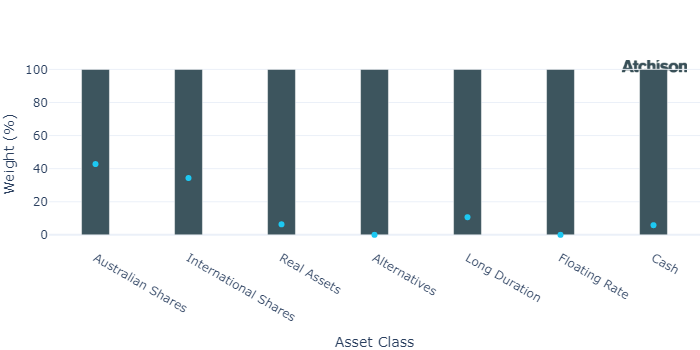 Atchison
100
80
60
40
20
0
Weight (%)
Australian Shares
International Shares
Real Assets
Alternatives
Long Duration
Floating Rate
Cash
Asset Class